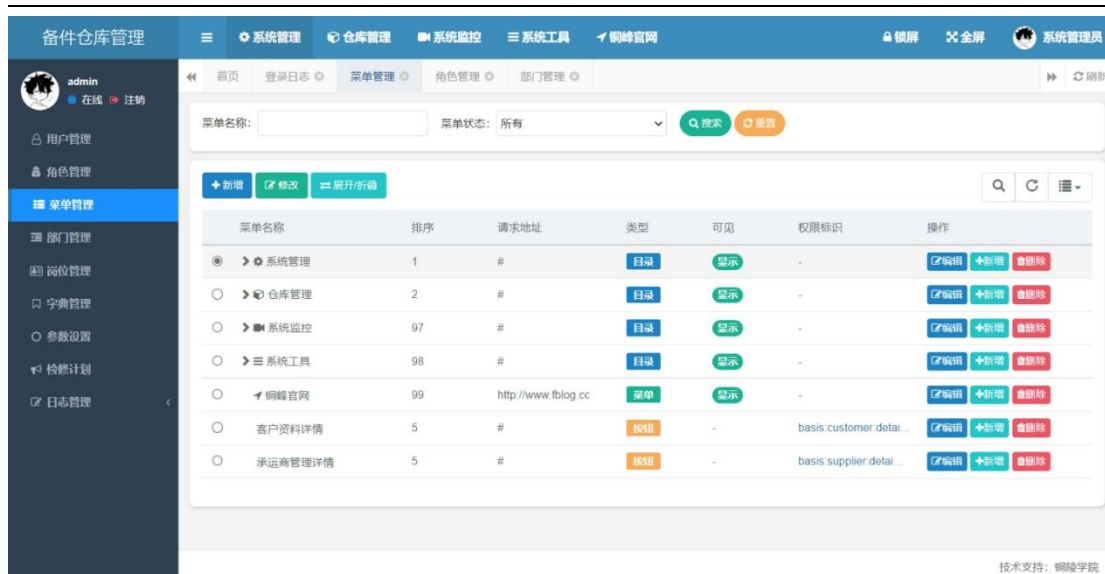 备件仓库管理 系统管理 仓库管理 系统监控 系统工具 铜峰官网 锁屏 全屏 系统管理员
admin
在线 注销
首页 登录日志 菜单管理 角色管理 部门管理 刷新
用户管理
角色管理
菜单管理
部门管理
岗位管理
字典管理
参数设置
检修计划
日志管理
菜单名称: 菜单状态: 所有 搜索 重置
新增 修改 展开/折叠
菜单名称 排序 请求地址 类型 可见 权限标识 操作
系统管理 1 # 目录 显示 - 编辑 新增 删除
仓库管理 2 # 目录 显示 - 编辑 新增 删除
系统监控 97 # 目录 显示 - 编辑 新增 删除
系统工具 98 # 目录 显示 - 编辑 新增 删除
铜峰官网 99 http://www.fblog.cc 菜单 显示 - 编辑 新增 删除
客户资料详情 5 # 按钮 - basis:customer:detai... 编辑 新增 删除
承运商管理详情 5 # 按钮 - basis:supplier:detai... 编辑 新增 删除
技术支持：铜陵学院